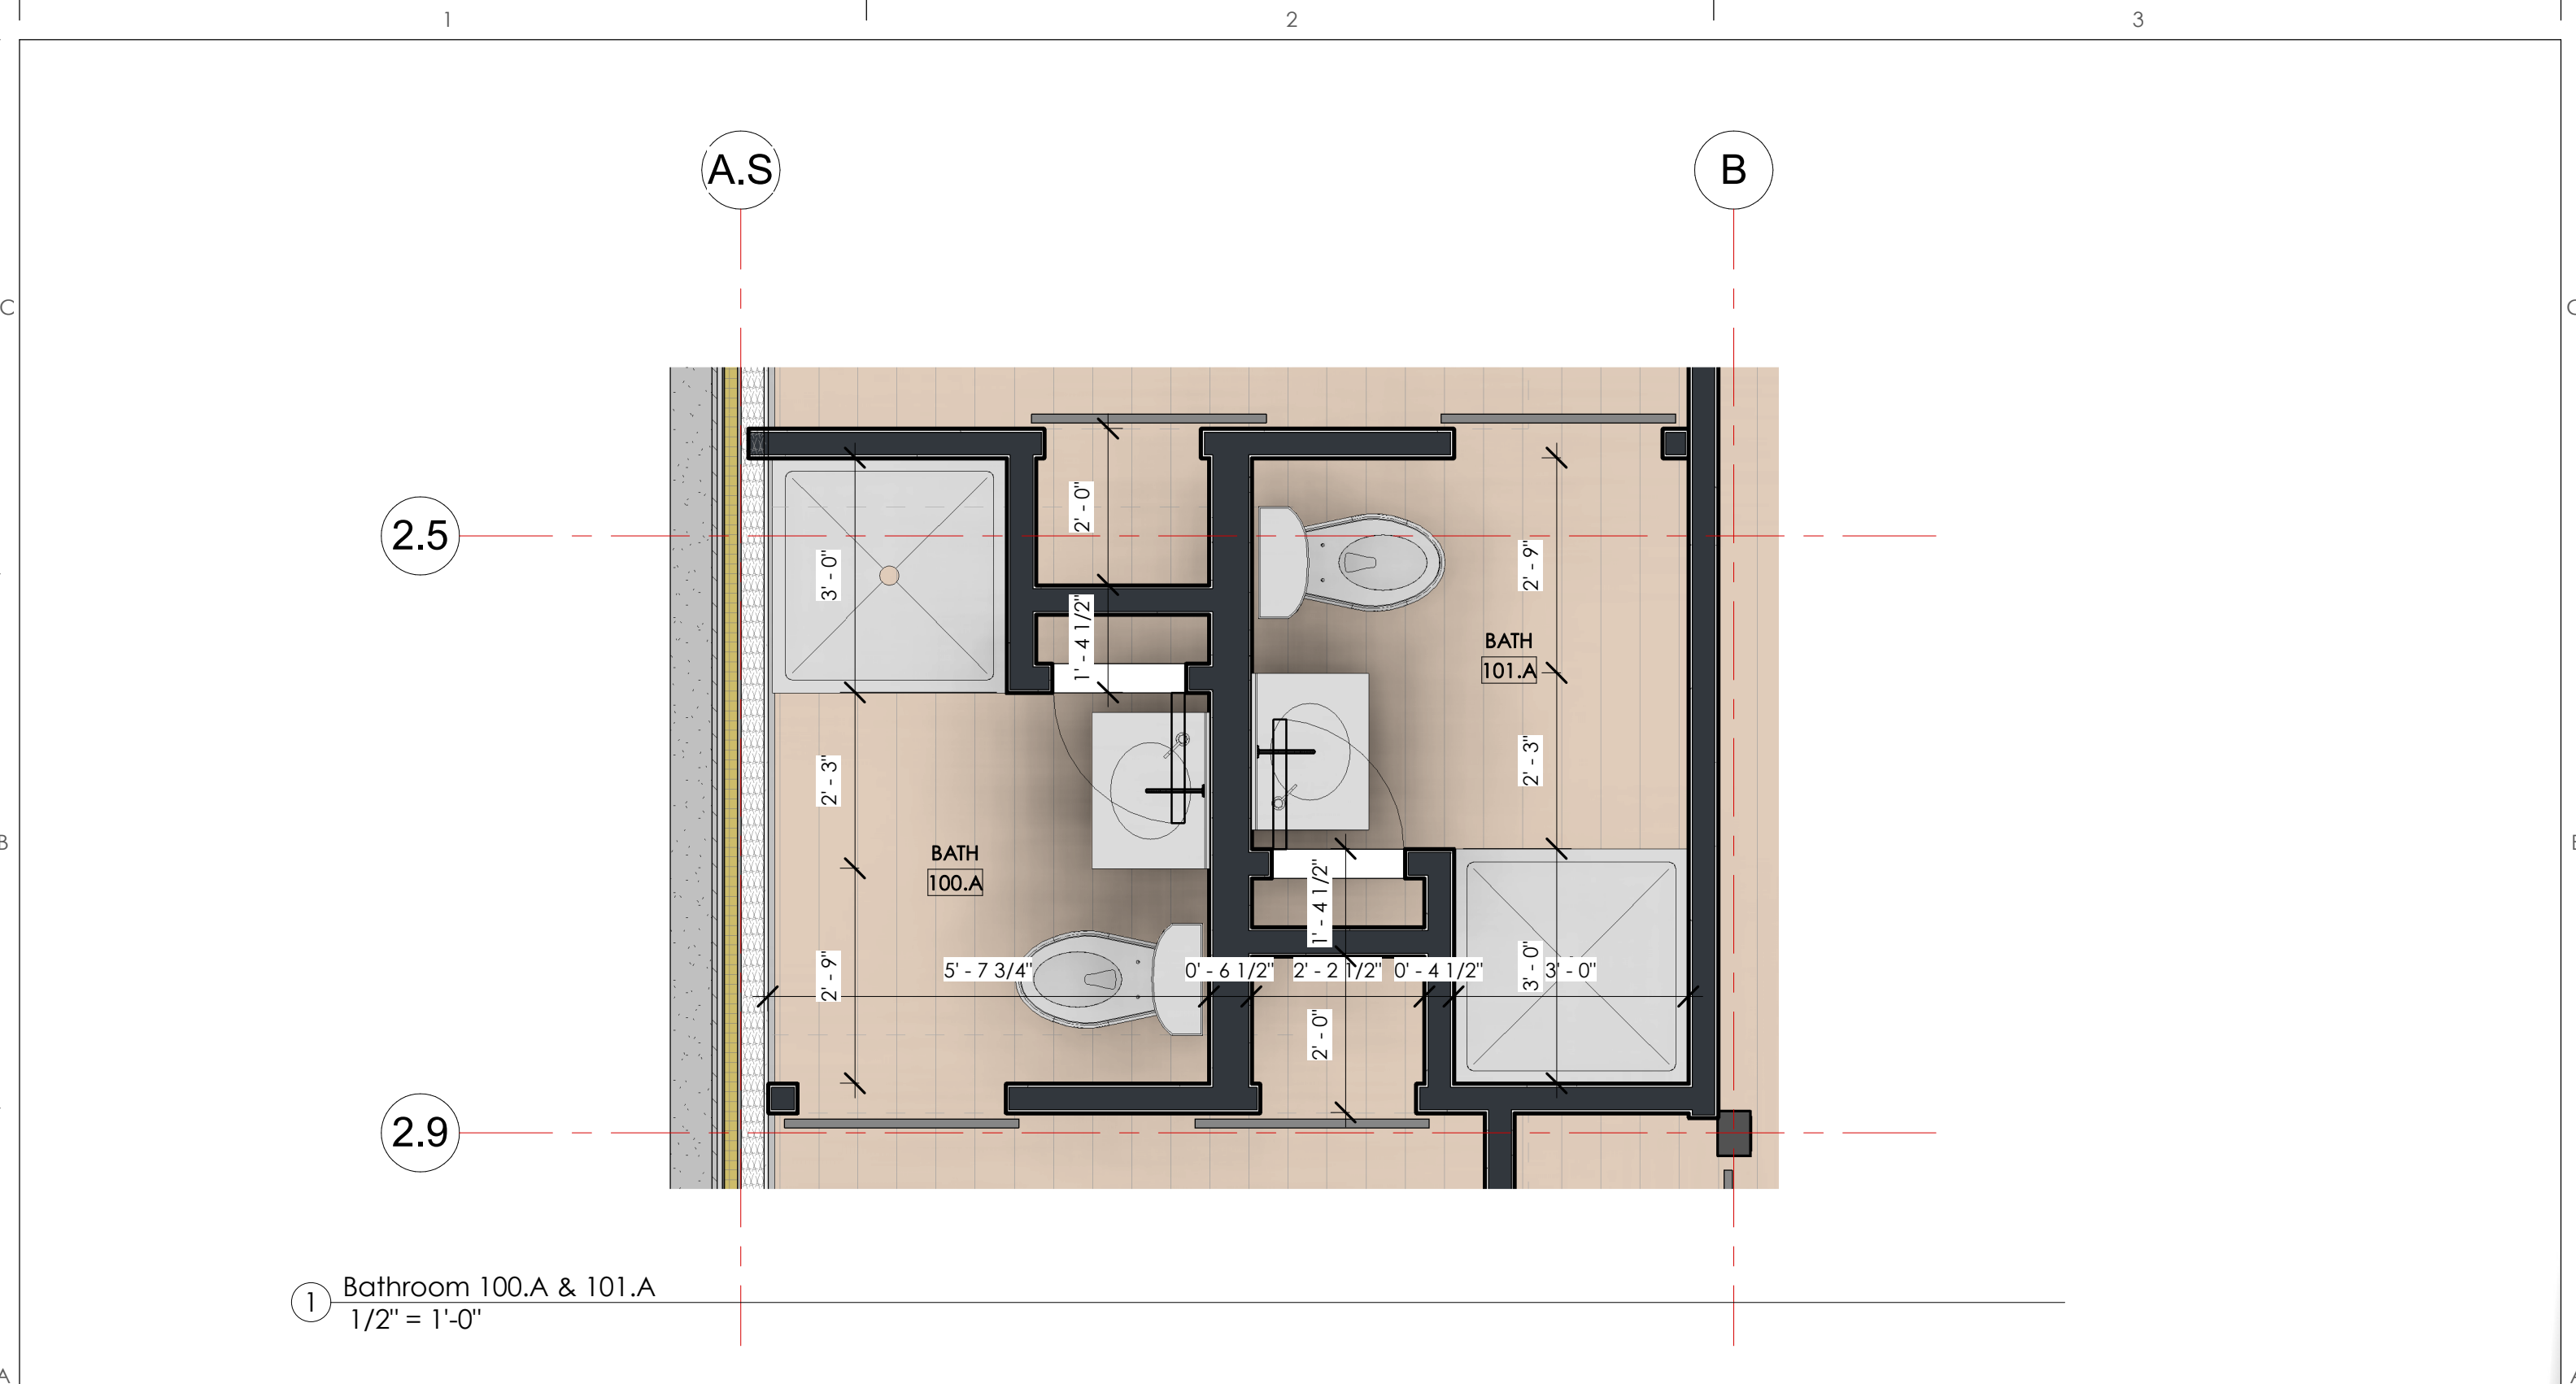 1 2 3
A.S B
C
2' - 0"
2.5
3' - 0"
2' - 9"
1' - 4 1/2"
BATH
101.A
2' - 3"
2' - 3"
B
BATH
100.A
1' - 4 1/2"
2' - 9"
5' - 7 3/4" 0' - 6 1/2" 2' - 2 1/2" 0' - 4 1/2" 3' - 0" 3' - 0"
2' - 0"
2.9
1 Bathroom 100.A & 101.A
1/2" = 1'-0"
A